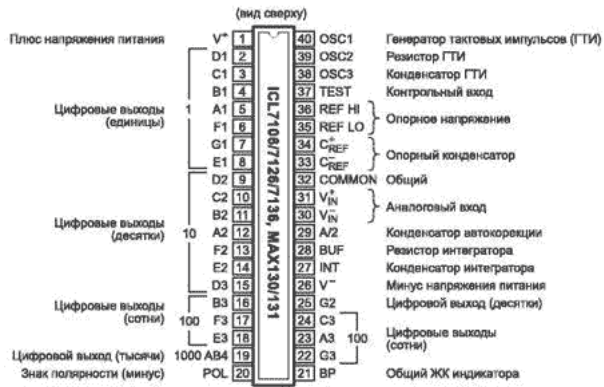 (вид сверху)
Плюс напряжения питания V+ 1 40 OSC1 Генератор тактовых импульсов (ГТИ)
D1 2 39 OSC2 Резистор ГТИ
C1 3 38 OSC3 Конденсатор ГТИ
B1 4 37 TEST Контрольный вход
Цифровые выходы (единицы) 1 A1 5 36 REF HI Опорное напряжение
F1 6 35 REF LO
G1 7 34 C+REF Опорный конденсатор
E1 8 33 C-REF
D2 9 32 COMMON Общий
C2 10 31 V+IN Аналоговый вход
B2 11 30 V-IN
Цифровые выходы (десятки) 10 A2 12 29 A/Z Конденсатор автокорекции
F2 13 28 BUF Резистор интегратора
E2 14 27 INT Конденсатор интегратора
D3 15 26 V- Минус напряжения питания
B3 16 25 G2 Цифровой выход (десятки)
Цифровые выходы (сотни) 100 F3 17 24 C3
E3 18 23 A3 100 Цифровые выходы (сотни)
Цифровой выход (тысячи) 1000 AB4 19 22 G3
Знак полярности (минус) POL 20 21 BP Общий ЖК индикатора
ICL7106/7126/7136, MAX130/131